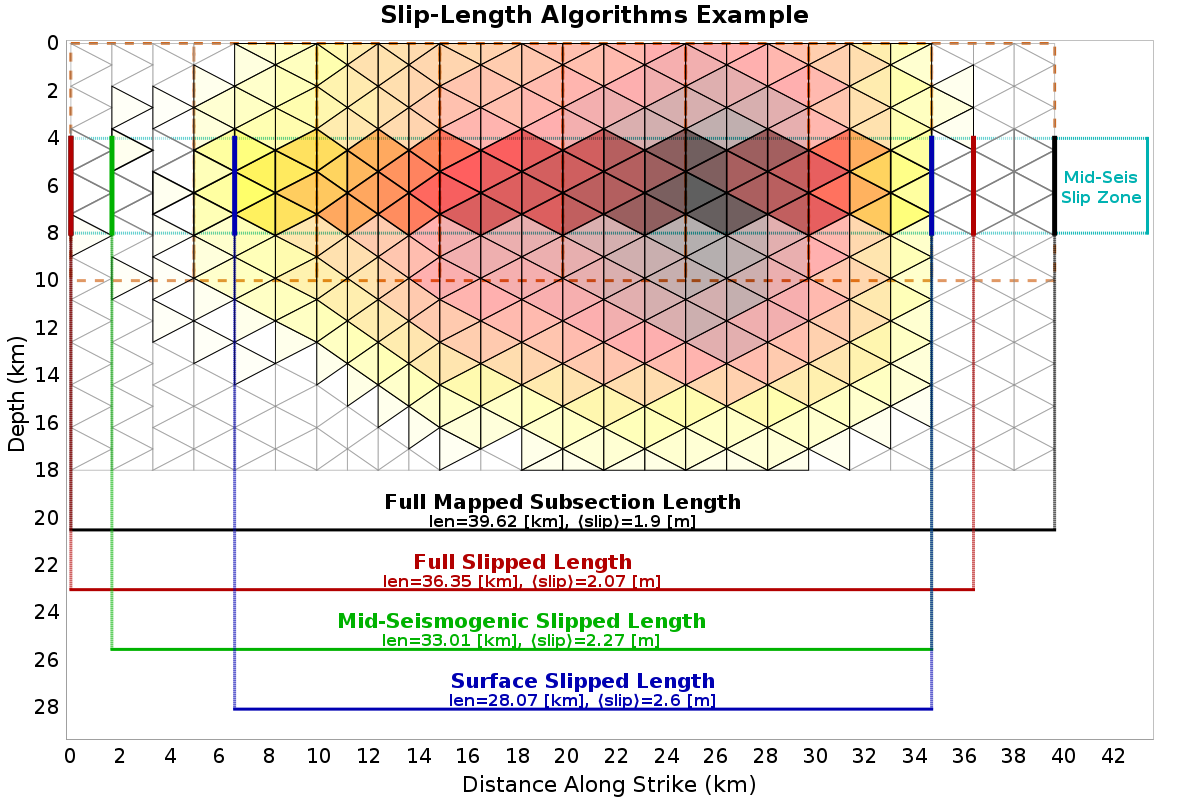 Slip-Length Algorithms Example
0
2
4
6
8
10
12
14
16
18
20
22
24
26
28
Depth (km)
Mid-Seis
Slip Zone
Full Mapped Subsection Length
len=39.62 [km], ⟨slip⟩=1.9 [m]
Full Slipped Length
len=36.35 [km], ⟨slip⟩=2.07 [m]
Mid-Seismogenic Slipped Length
len=33.01 [km], ⟨slip⟩=2.27 [m]
Surface Slipped Length
len=28.07 [km], ⟨slip⟩=2.6 [m]
0 2 4 6 8 10 12 14 16 18 20 22 24 26 28 30 32 34 36 38 40 42
Distance Along Strike (km)